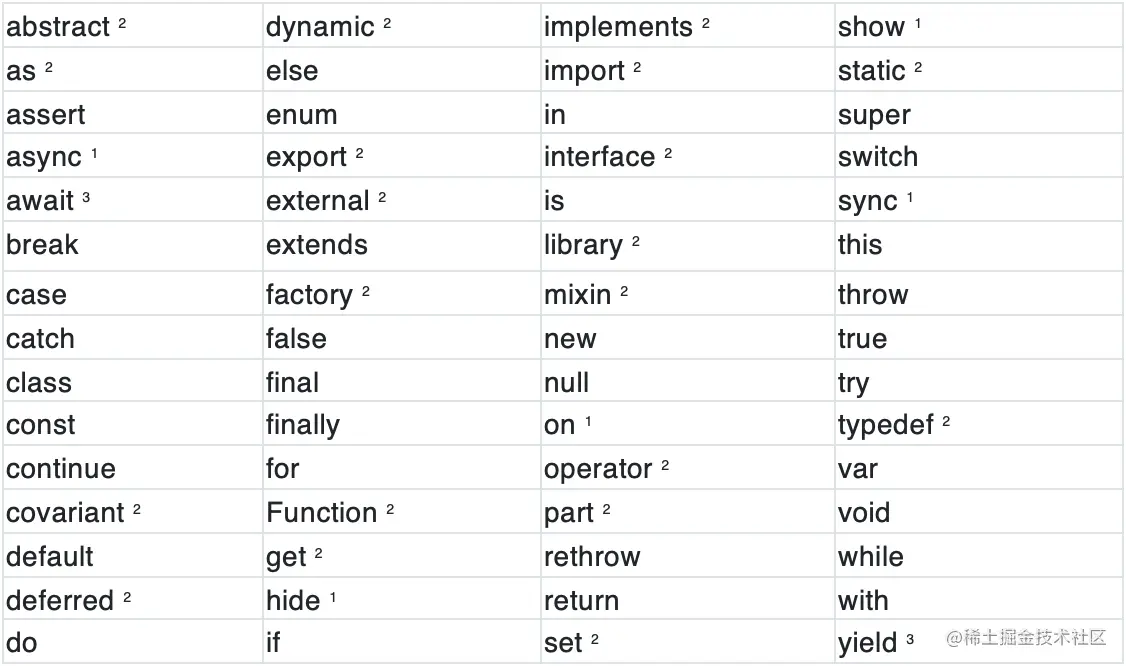 abstract ² dynamic ² implements ² show ¹
as ² else import ² static ²
assert enum in super
async ¹ export ² interface ² switch
await ³ external ² is sync ¹
break extends library ² this
case factory ² mixin ² throw
catch false new true
class final null try
const finally on ¹ typedef ²
continue for operator ² var
covariant ² Function ² part ² void
default get ² rethrow while
deferred ² hide ¹ return with
do if set ² yield ³
@稀土掘金技术社区